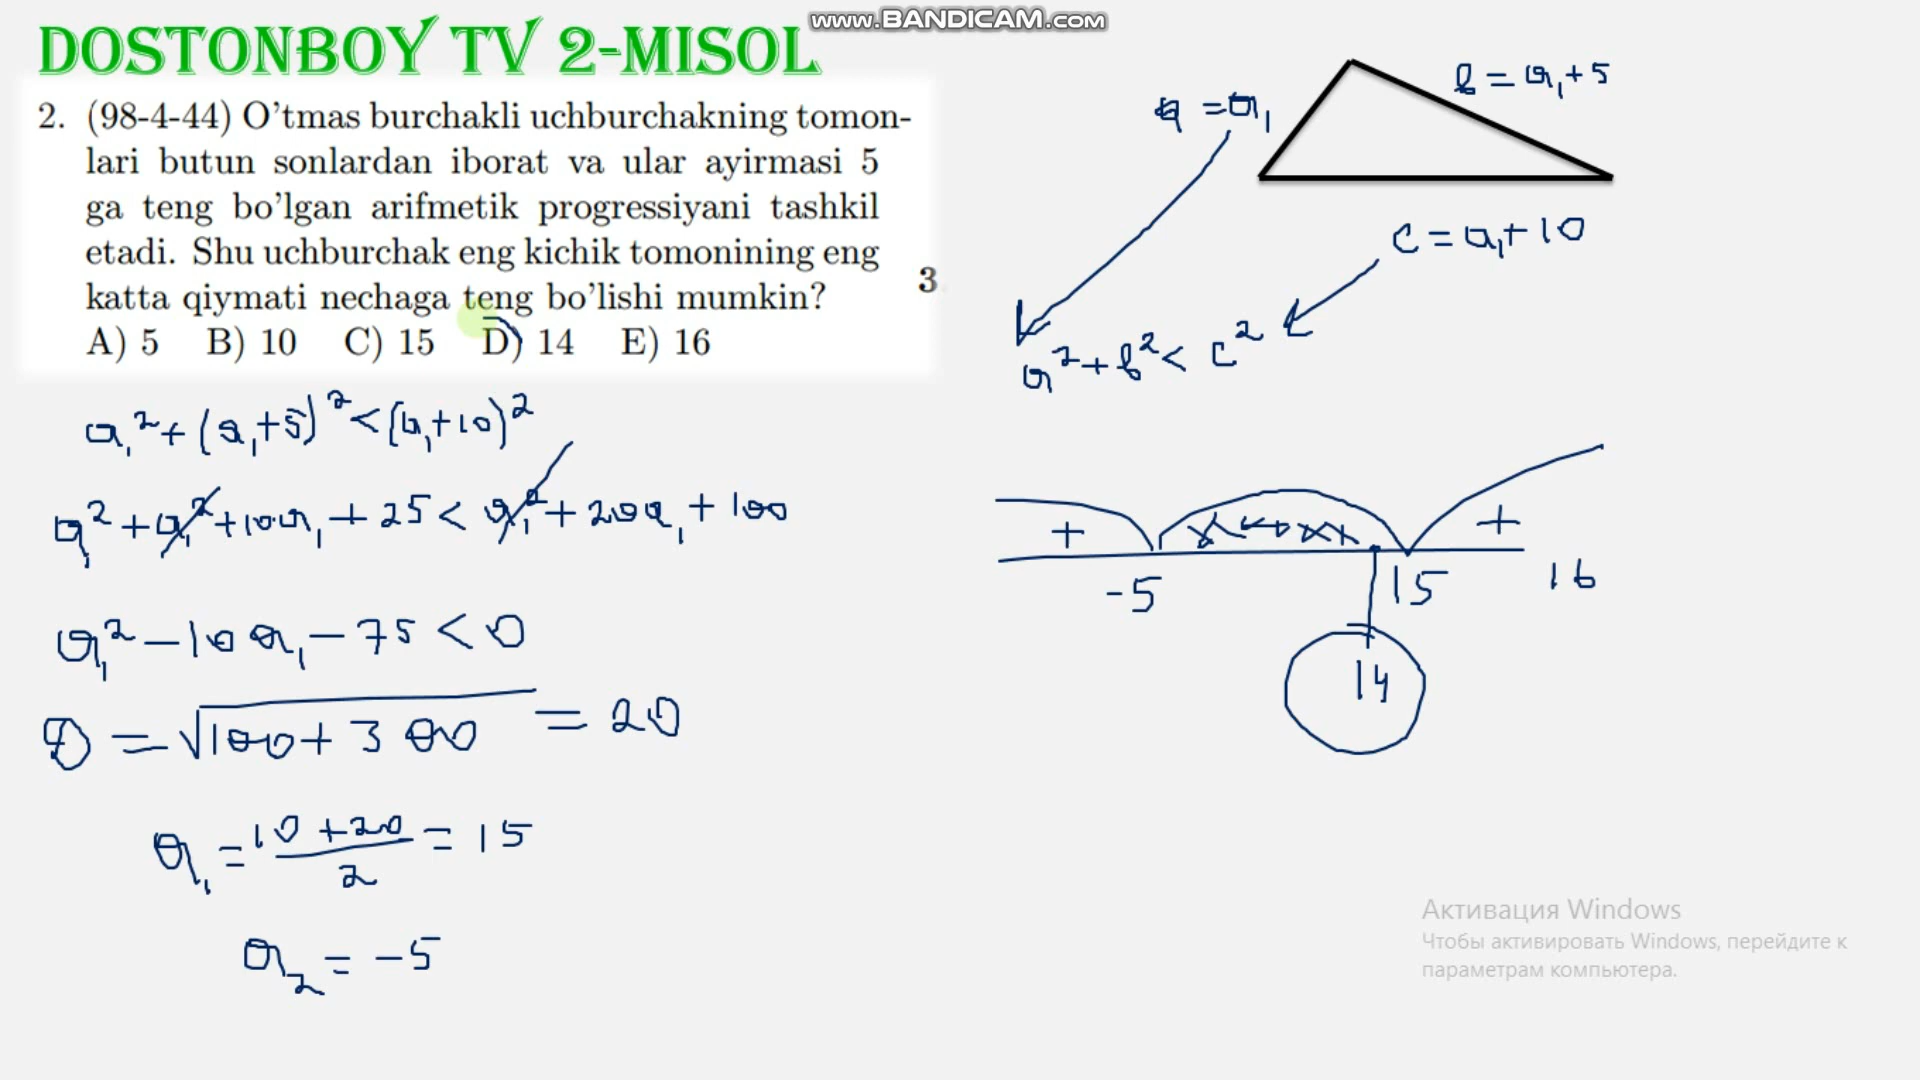 www.BANDICAM.com
DOSTONBOY TV 2-MISOL
2. (98-4-44) O'tmas burchakli uchburchakning tomon-
lari butun sonlardan iborat va ular ayirmasi 5
ga teng bo'lgan arifmetik progressiyani tashkil
etadi. Shu uchburchak eng kichik tomonining eng
katta qiymati nechaga teng bo'lishi mumkin?
A) 5 B) 10 C) 15 D) 14 E) 16
3.
a = a₁
b = a₁ + 5
c = a₁ + 10
a² + b² < c²
a₁² + (a₁+5)² < (a₁+10)²
a₁² + a₁² + 10·a₁ + 25 < a₁² + 20a₁ + 100
a₁² − 10a₁ − 75 < 0
D = √100 + 300 = 20
a₁ = 10 + 20 / 2 = 15
a₂ = −5
+ +
-5 15 16
14
Активация Windows
Чтобы активировать Windows, перейдите к
параметрам компьютера.